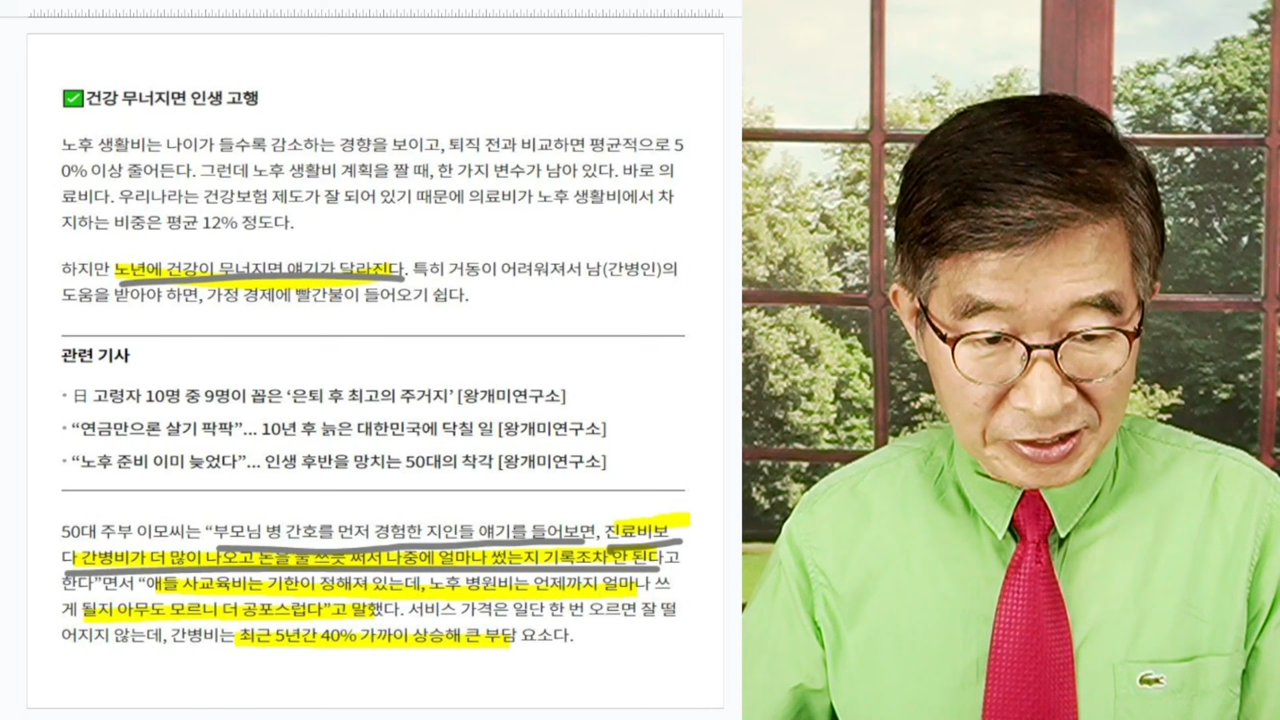 ✅건강 무너지면 인생 고행
노후 생활비는 나이가 들수록 감소하는 경향을 보이고, 퇴직 전과 비교하면 평균적으로 5
0% 이상 줄어든다. 그런데 노후 생활비 계획을 짤 때, 한 가지 변수가 남아 있다. 바로 의
료비다. 우리나라는 건강보험 제도가 잘 되어 있기 때문에 의료비가 노후 생활비에서 차
지하는 비중은 평균 12% 정도다.
하지만 노년에 건강이 무너지면 얘기가 달라진다. 특히 거동이 어려워져서 남(간병인)의
도움을 받아야 하면, 가정 경제에 빨간불이 들어오기 쉽다.
관련 기사
· 日 고령자 10명 중 9명이 꼽은 ‘은퇴 후 최고의 주거지’ [왕개미연구소]
· “연금만으론 살기 팍팍”... 10년 후 늙은 대한민국에 닥칠 일 [왕개미연구소]
· “노후 준비 이미 늦었다”... 인생 후반을 망치는 50대의 착각 [왕개미연구소]
50대 주부 이모씨는 “부모님 병 간호를 먼저 경험한 지인들 얘기를 들어보면, 진료비보
다 간병비가 더 많이 나오고 돈을 물 쓰듯 써서 나중에 얼마나 썼는지 기록조차 안 된다고
한다”면서 “애들 사교육비는 기한이 정해져 있는데, 노후 병원비는 언제까지 얼마나 쓰
게 될지 아무도 모르니 더 공포스럽다”고 말했다. 서비스 가격은 일단 한 번 오르면 잘 떨
어지지 않는데, 간병비는 최근 5년간 40% 가까이 상승해 큰 부담 요소다.